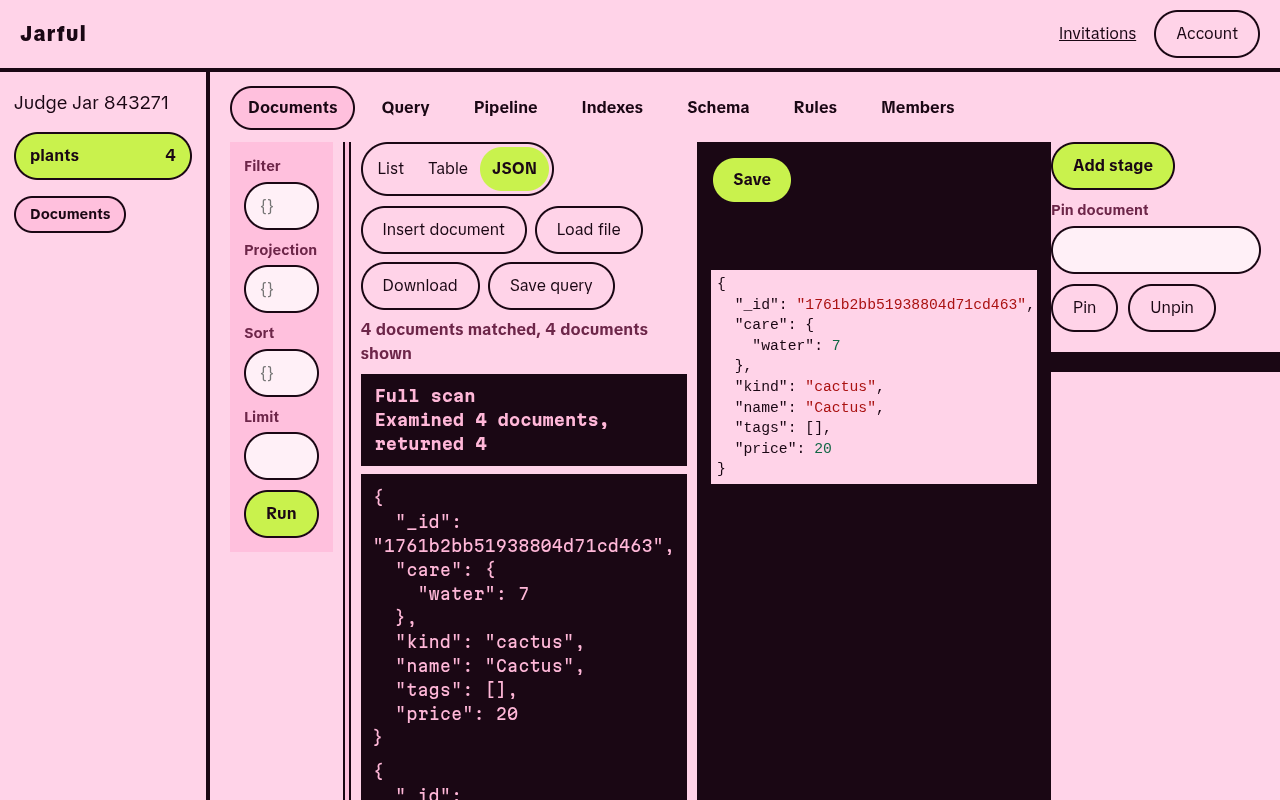 Jarful
Invitations
Account
Judge Jar 843271
plants 4
Documents
Documents
Query
Pipeline
Indexes
Schema
Rules
Members
Filter
{}
Projection
{}
Sort
{}
Limit
Run
List
Table
JSON
Insert document
Load file
Download
Save query
4 documents matched, 4 documents
shown
Full scan
Examined 4 documents,
returned 4
{
"_id":
"1761b2bb51938804d71cd463",
"care": {
"water": 7
},
"kind": "cactus",
"name": "Cactus",
"tags": [],
"price": 20
}
{
"_id":
Save
{
"_id": "1761b2bb51938804d71cd463",
"care": {
"water": 7
},
"kind": "cactus",
"name": "Cactus",
"tags": [],
"price": 20
}
Add stage
Pin document
Pin
Unpin